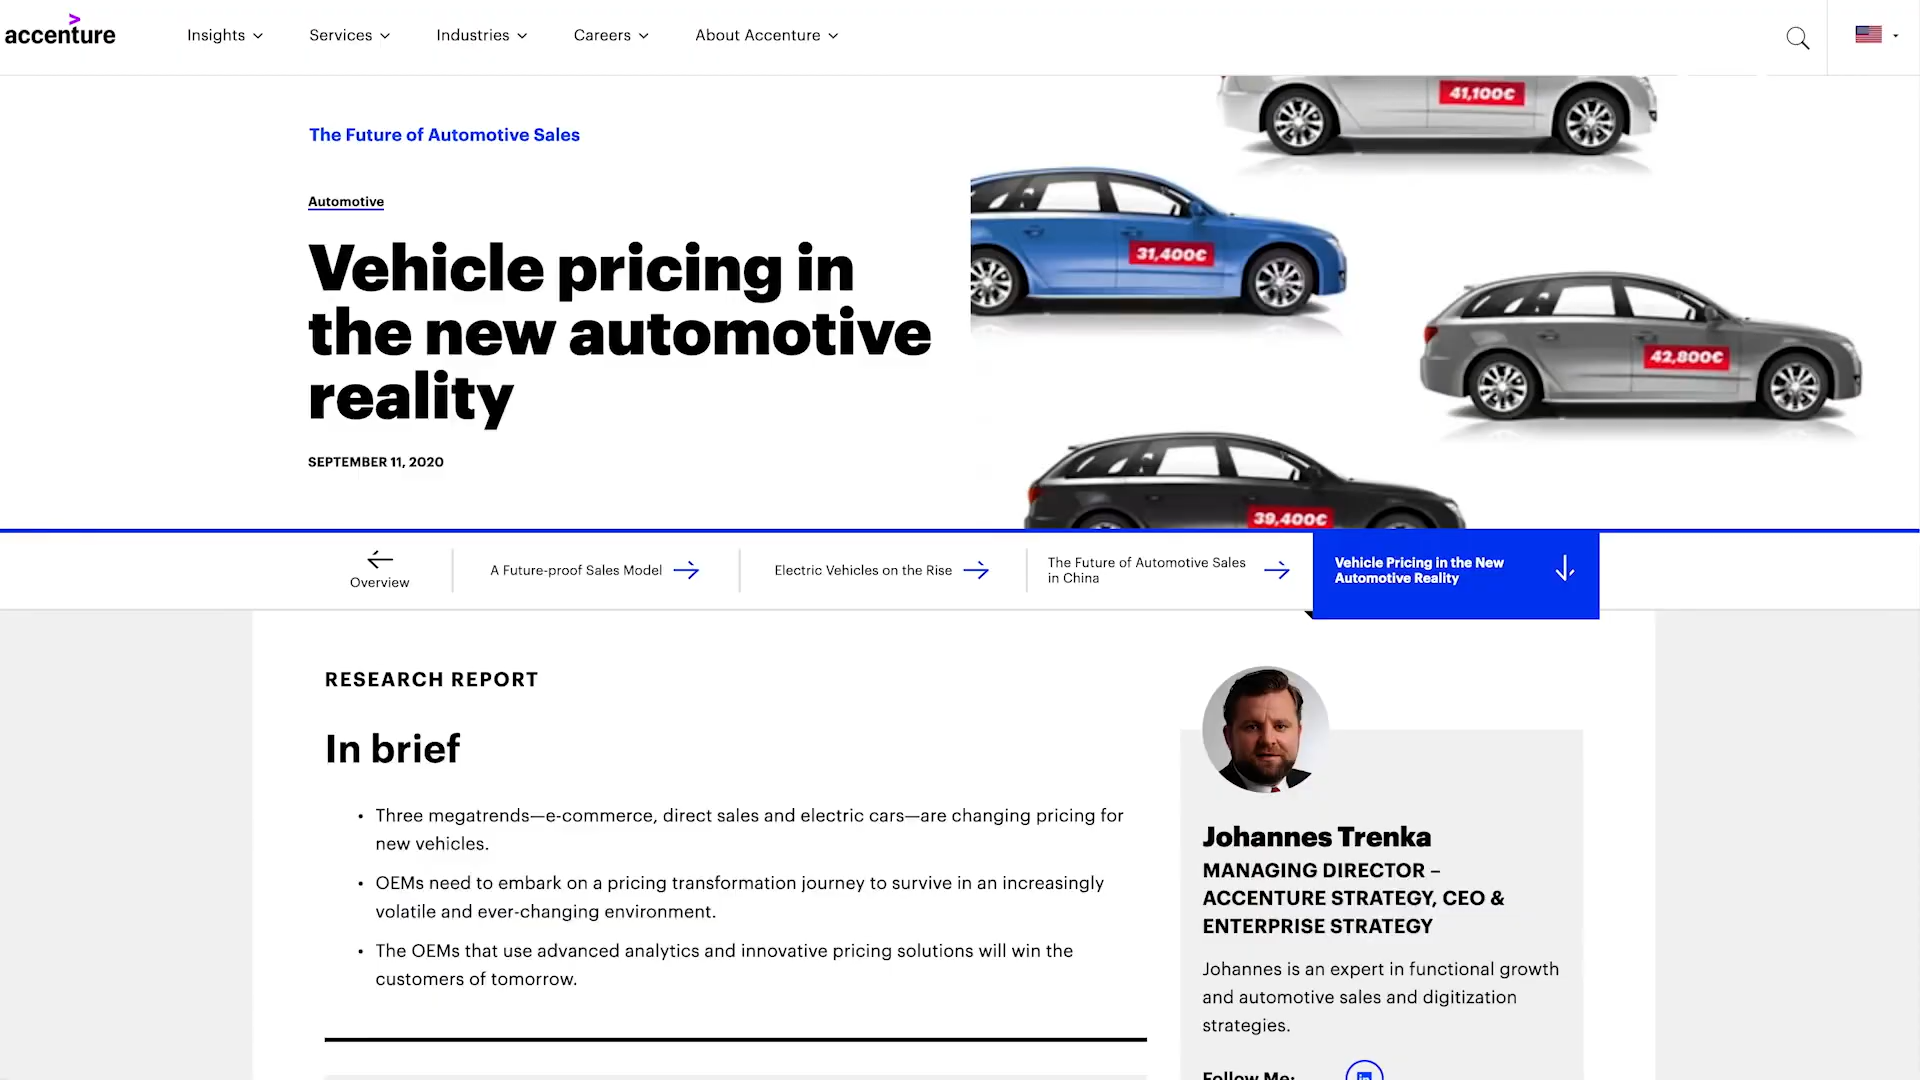 accenture
Insights
Services
Industries
Careers
About Accenture
The Future of Automotive Sales
Automotive
Vehicle pricing in
the new automotive
reality
SEPTEMBER 11, 2020
41,100€
31,400€
42,800€
39,400€
Overview
A Future-proof Sales Model
Electric Vehicles on the Rise
The Future of Automotive Sales
in China
Vehicle Pricing in the New
Automotive Reality
RESEARCH REPORT
In brief
• Three megatrends—e-commerce, direct sales and electric cars—are changing pricing for
new vehicles.
• OEMs need to embark on a pricing transformation journey to survive in an increasingly
volatile and ever-changing environment.
• The OEMs that use advanced analytics and innovative pricing solutions will win the
customers of tomorrow.
Johannes Trenka
MANAGING DIRECTOR –
ACCENTURE STRATEGY, CEO &
ENTERPRISE STRATEGY
Johannes is an expert in functional growth
and automotive sales and digitization
strategies.
Follow Me:
in